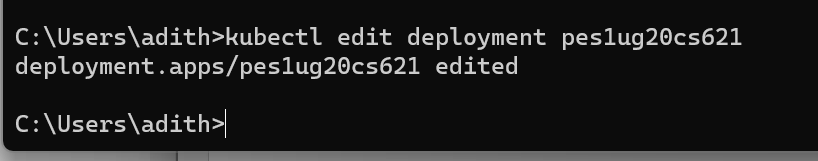 C:\Users\adith>kubectl edit deployment pes1ug20cs621
deployment.apps/pes1ug20cs621 edited
C:\Users\adith>